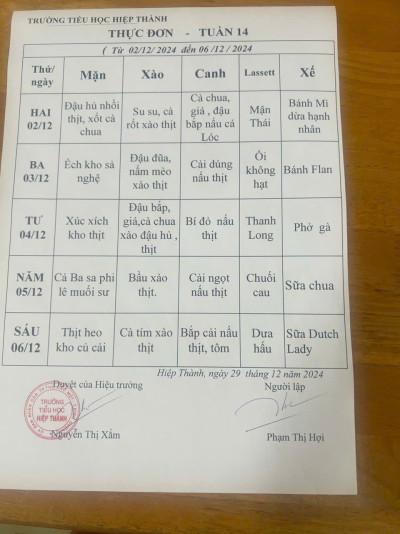 TRƯỜNG TIỂU HỌC HIỆP THÀNH
THỰC ĐƠN - TUẦN 14
( Từ 02/12/ 2024 đến 06 /12 / 2024
Thứ/ ngày | Mặn | Xào | Canh | Lassett | Xế
HAI 02/12 | Đậu hủ nhồi thịt, xốt cà chua | Su su, cà rốt xào thịt | Cà chua, giá , đậu bắp nấu cá Lóc | Mận Thái | Bánh Mì dừa hạnh nhân
BA 03/12 | Ếch kho sả nghệ | Đậu đũa, nấm mèo xào thịt | Cải dúng nấu thịt | Ổi không hạt | Bánh Flan
TƯ 04/12 | Xúc xích kho thịt | Đậu bắp, giá,cà chua xào đậu hủ , thịt | Bí đỏ nấu thịt | Thanh Long | Phở gà
NĂM 05/12 | Cá Ba sa phi lê muối sư | Bầu xào thịt. | Cải ngọt nấu thịt | Chuối cau | Sữa chua
SÁU 06/12 | Thịt heo kho củ cải | Cà tím xào thịt | Bắp cải nấu thịt, tôm | Dưa hấu | Sữa Dutch Lady
Hiệp Thành, ngày 29 tháng 12 năm 2024
Duyệt của Hiệu trưởng Người lập
TRƯỜNG
TIỂU HỌC
HIỆP THÀNH
Nguyễn Thị Xẩm Phạm Thị Hợi